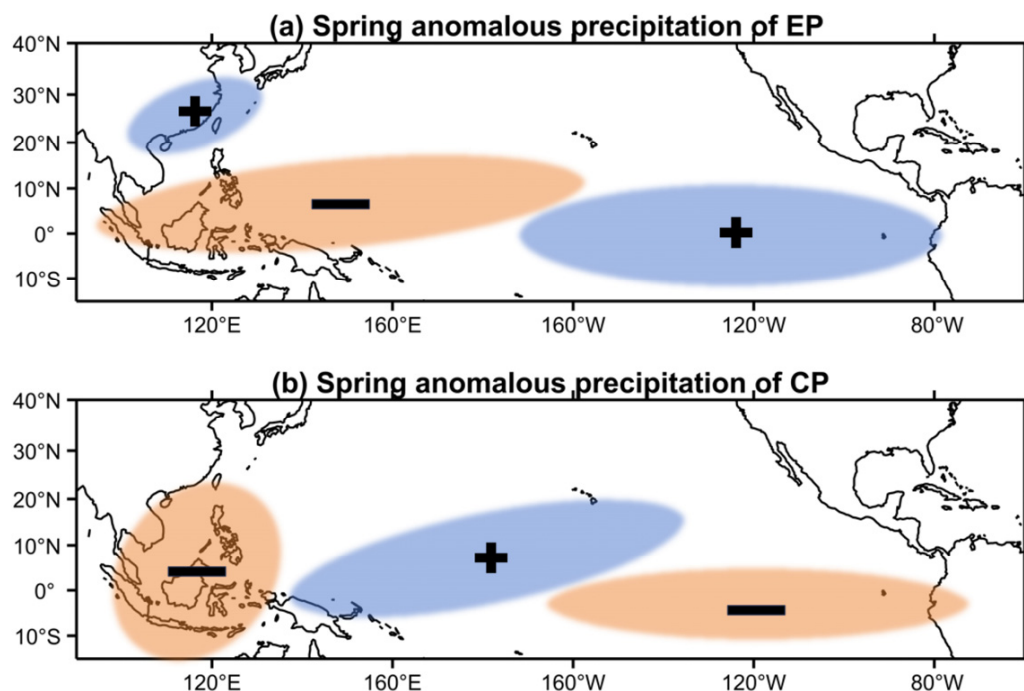 (a) Spring anomalous precipitation of EP
40°N
30°N
20°N
10°N
0°
10°S
120°E 160°E 160°W 120°W 80°W
(b) Spring anomalous precipitation of CP
40°N
30°N
20°N
10°N
0°
10°S
120°E 160°E 160°W 120°W 80°W